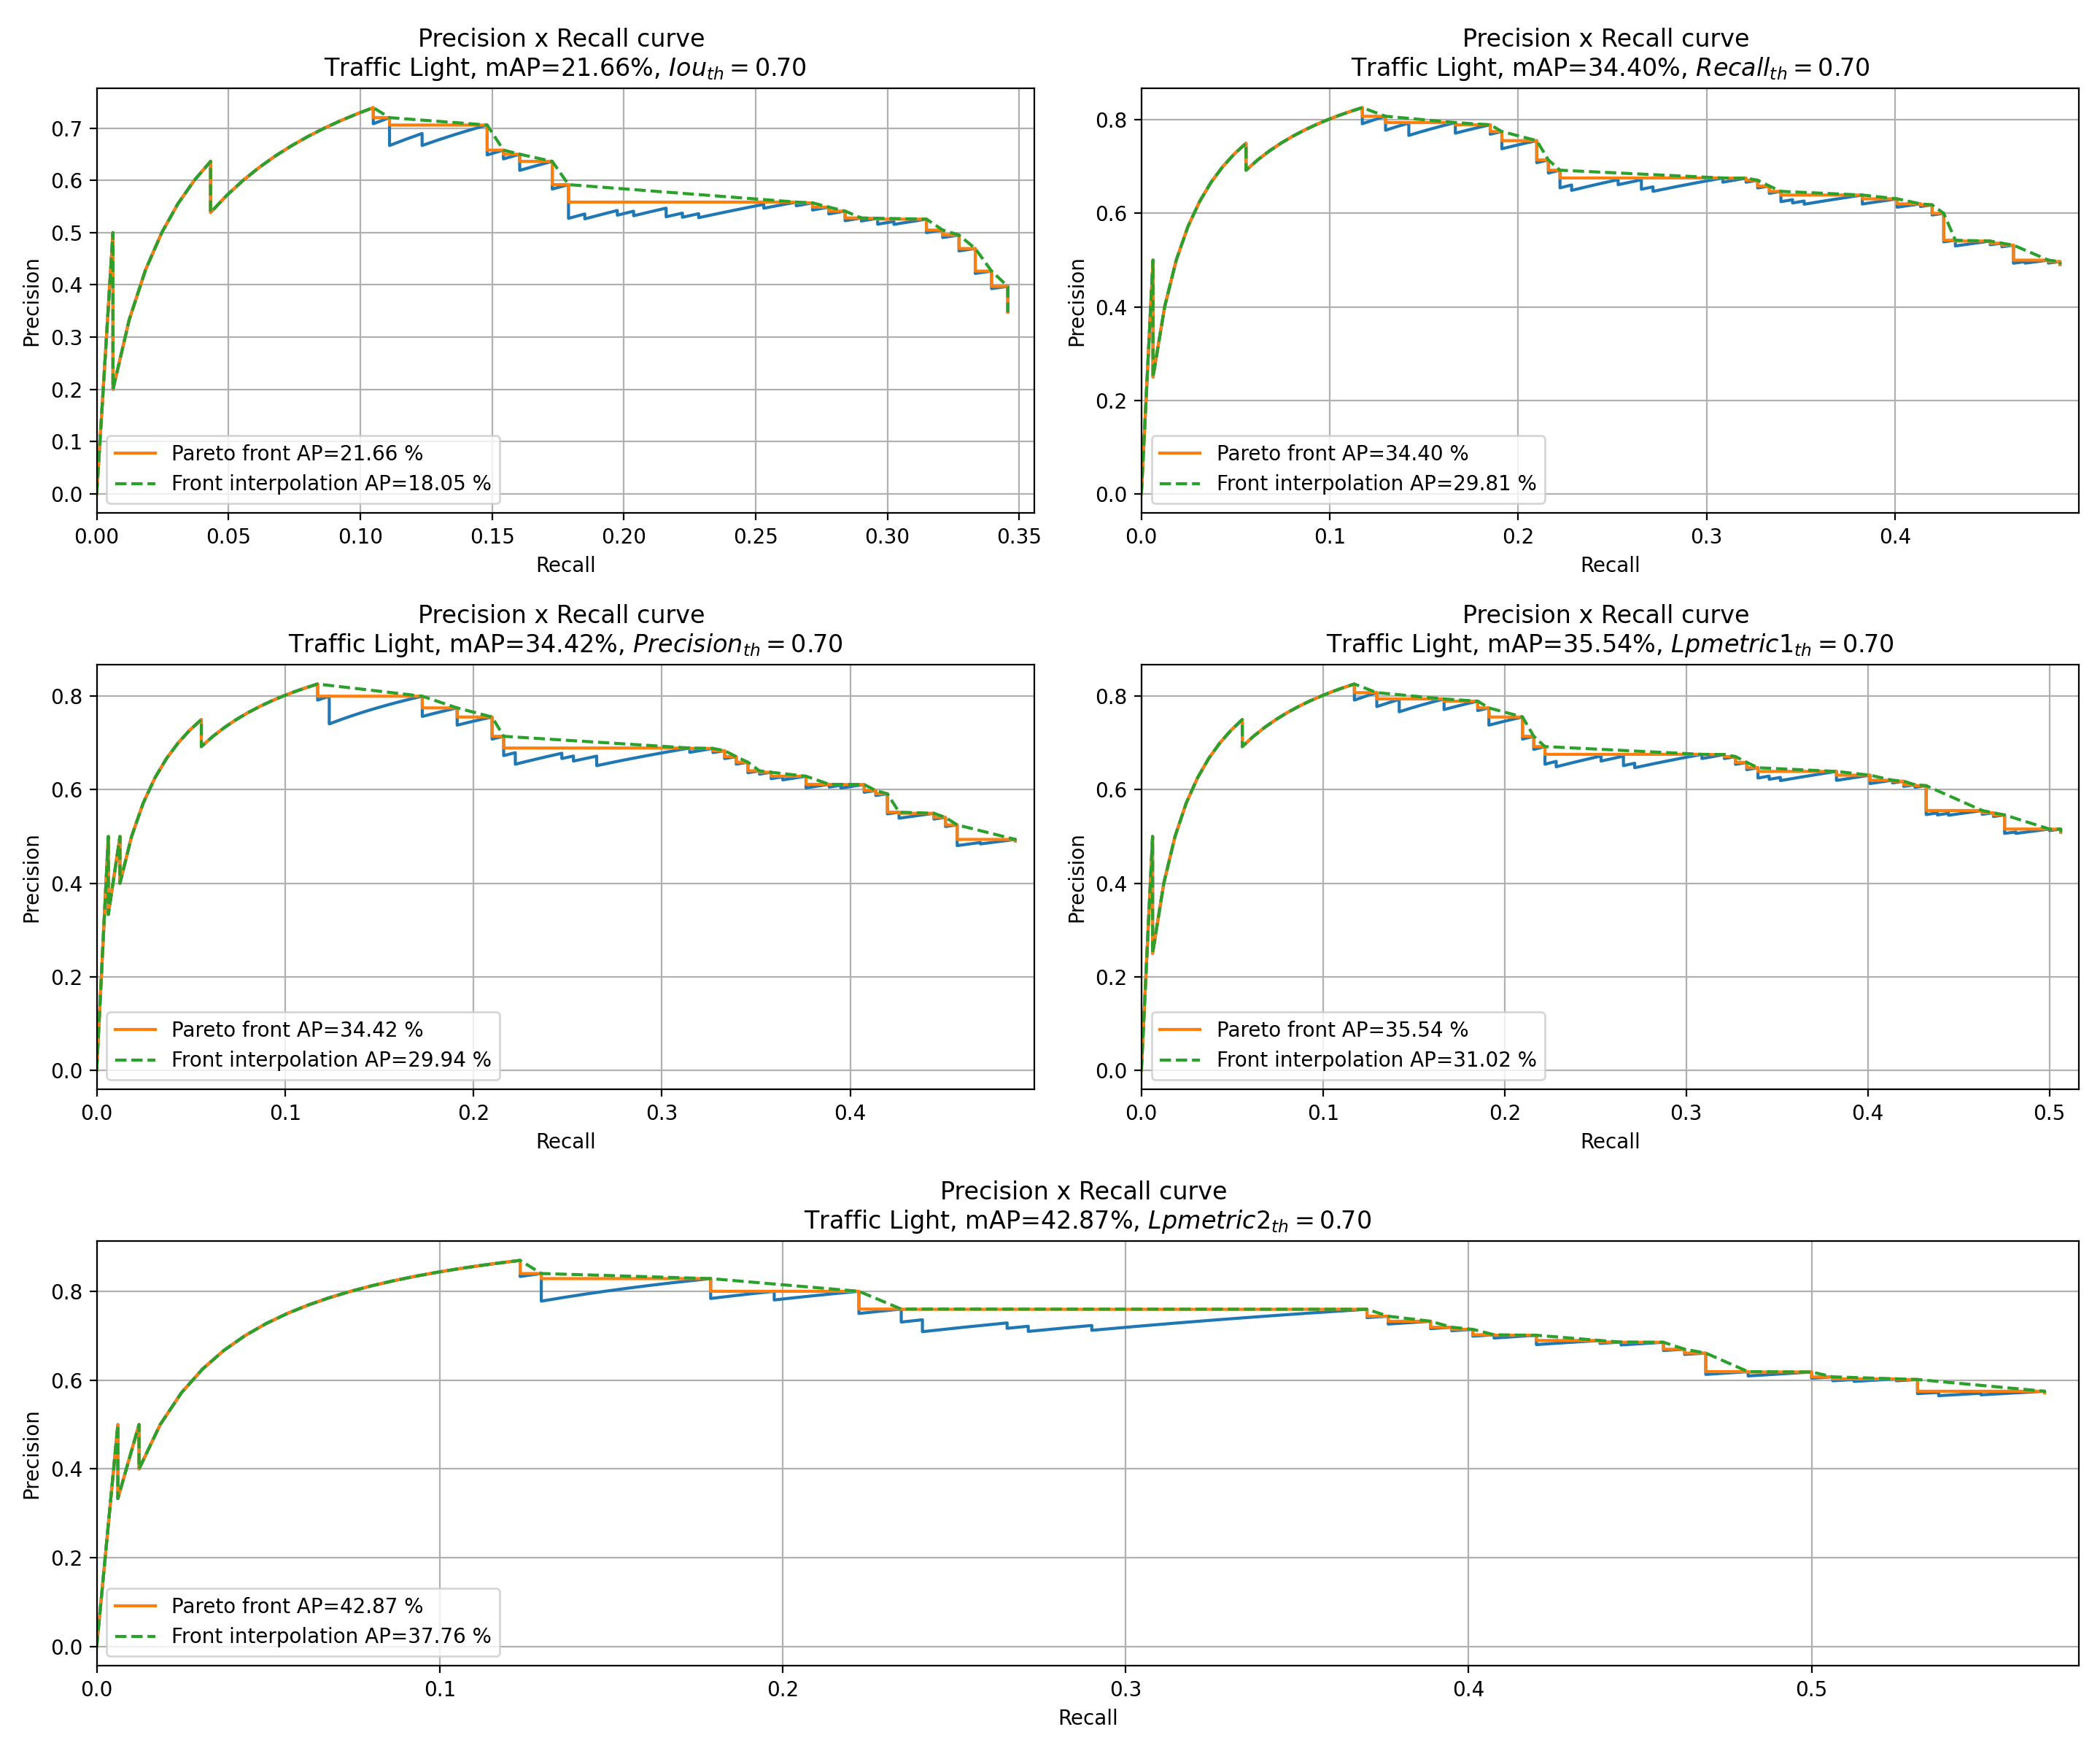 Precision x Recall curve
Traffic Light, mAP=21.66%, Iou_th = 0.70
0.7
0.6
0.5
0.4
0.3
0.2
0.1
0.0
Precision
Pareto front AP=21.66 %
Front interpolation AP=18.05 %
0.00 0.05 0.10 0.15 0.20 0.25 0.30 0.35
Recall
Precision x Recall curve
Traffic Light, mAP=34.40%, Recall_th = 0.70
0.8
0.6
0.4
0.2
0.0
Precision
Pareto front AP=34.40 %
Front interpolation AP=29.81 %
0.0 0.1 0.2 0.3 0.4
Recall
Precision x Recall curve
Traffic Light, mAP=34.42%, Precision_th = 0.70
0.8
0.6
0.4
0.2
0.0
Precision
Pareto front AP=34.42 %
Front interpolation AP=29.94 %
0.0 0.1 0.2 0.3 0.4
Recall
Precision x Recall curve
Traffic Light, mAP=35.54%, Lpmetric1_th = 0.70
0.8
0.6
0.4
0.2
0.0
Precision
Pareto front AP=35.54 %
Front interpolation AP=31.02 %
0.0 0.1 0.2 0.3 0.4 0.5
Recall
Precision x Recall curve
Traffic Light, mAP=42.87%, Lpmetric2_th = 0.70
0.8
0.6
0.4
0.2
0.0
Precision
Pareto front AP=42.87 %
Front interpolation AP=37.76 %
0.0 0.1 0.2 0.3 0.4 0.5
Recall